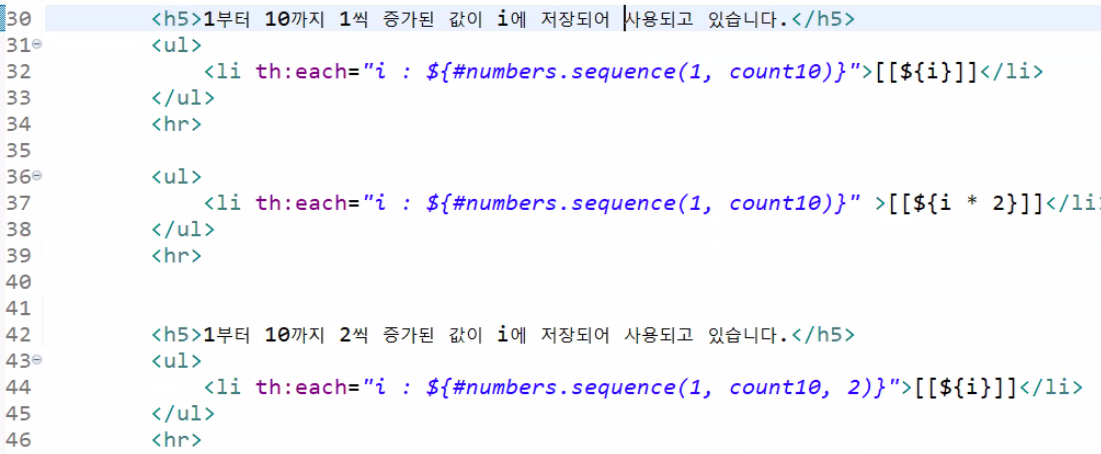 30 <h5>1부터 10까지 1씩 증가된 값이 i에 저장되어 사용되고 있습니다.</h5>
31 <ul>
32 <li th:each="i : ${#numbers.sequence(1, count10)}">[[${i}]]</li>
33 </ul>
34 <hr>
35
36 <ul>
37 <li th:each="i : ${#numbers.sequence(1, count10)}" >[[${i * 2}]]</li
38 </ul>
39 <hr>
40
41
42 <h5>1부터 10까지 2씩 증가된 값이 i에 저장되어 사용되고 있습니다.</h5>
43 <ul>
44 <li th:each="i : ${#numbers.sequence(1, count10, 2)}">[[${i}]]</li>
45 </ul>
46 <hr>